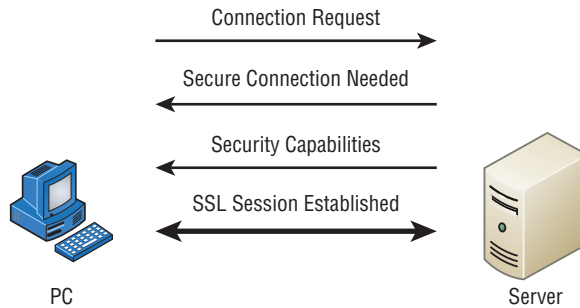 Connection Request
Secure Connection Needed
Security Capabilities
SSL Session Established
PC
Server